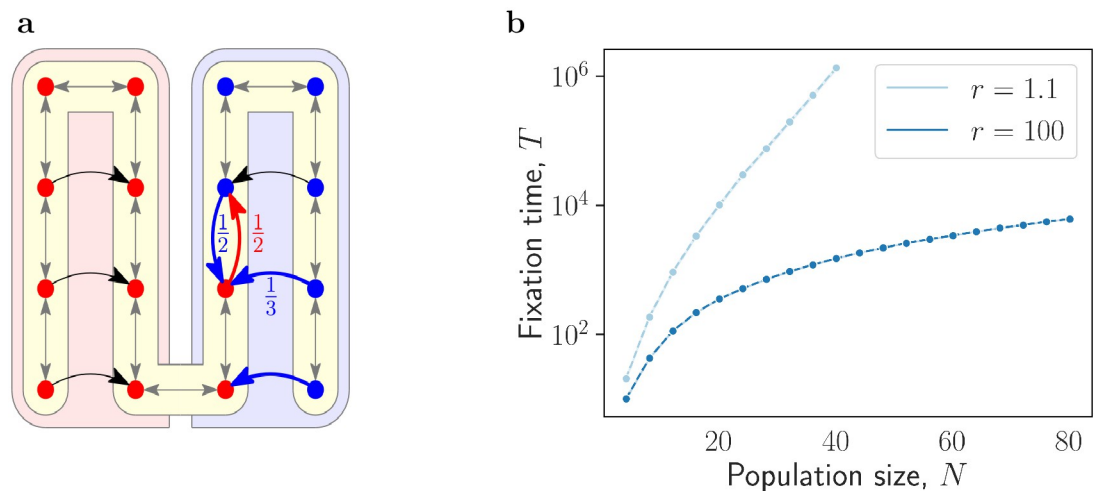 a
1/2
1/2
1/3
b
Fixation time, T
10^6
10^4
10^2
r = 1.1
r = 100
20
40
60
80
Population size, N